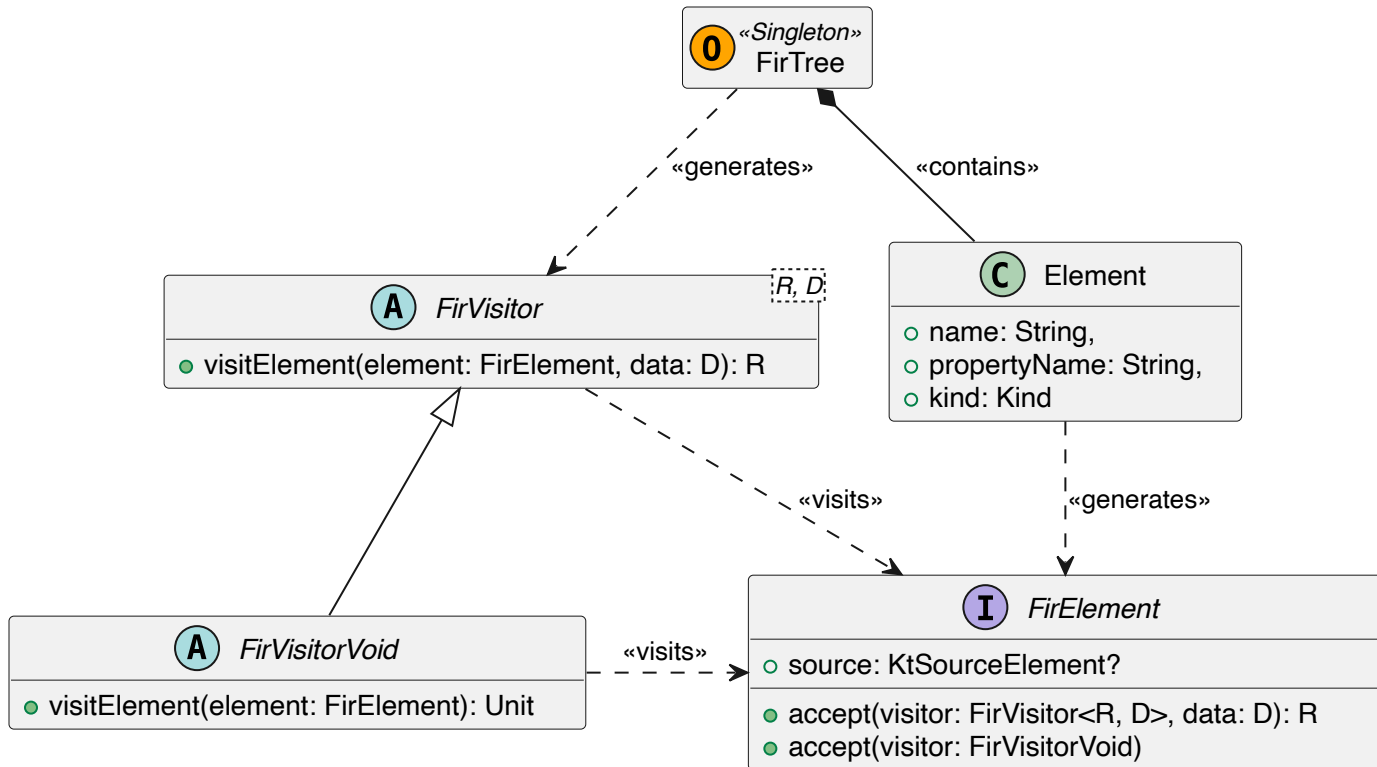 O
«Singleton»
FirTree
«generates»
«contains»
R, D
A
FirVisitor
visitElement(element: FirElement, data: D): R
C
Element
name: String,
propertyName: String,
kind: Kind
«visits»
«generates»
A
FirVisitorVoid
visitElement(element: FirElement): Unit
«visits»
I
FirElement
source: KtSourceElement?
accept(visitor: FirVisitor<R, D>, data: D): R
accept(visitor: FirVisitorVoid)